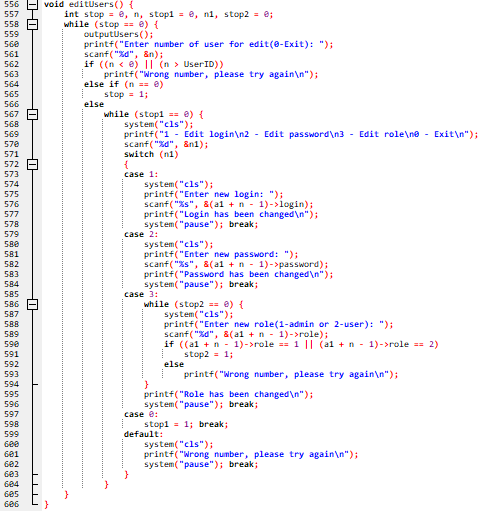 556 void editUsers() {
557 int stop = 0, n, stop1 = 0, n1, stop2 = 0;
558 while (stop == 0) {
559 outputUsers();
560 printf("Enter number of user for edit(0-Exit): ");
561 scanf("%d", &n);
562 if ((n < 0) || (n > UserID))
563 printf("Wrong number, please try again\n");
564 else if (n == 0)
565 stop = 1;
566 else
567 while (stop1 == 0) {
568 system("cls");
569 printf("1 - Edit login\n2 - Edit password\n3 - Edit role\n0 - Exit\n");
570 scanf("%d", &n1);
571 switch (n1)
572 {
573 case 1:
574 system("cls");
575 printf("Enter new login: ");
576 scanf("%s", &(a1 + n - 1)->login);
577 printf("Login has been changed\n");
578 system("pause"); break;
579 case 2:
580 system("cls");
581 printf("Enter new password: ");
582 scanf("%s", &(a1 + n - 1)->password);
583 printf("Password has been changed\n");
584 system("pause"); break;
585 case 3:
586 while (stop2 == 0) {
587 system("cls");
588 printf("Enter new role(1-admin or 2-user): ");
589 scanf("%d", &(a1 + n - 1)->role);
590 if ((a1 + n - 1)->role == 1 || (a1 + n - 1)->role == 2)
591 stop2 = 1;
592 else
593 printf("Wrong number, please try again\n");
594 }
595 printf("Role has been changed\n");
596 system("pause"); break;
597 case 0:
598 stop1 = 1; break;
599 default:
600 system("cls");
601 printf("Wrong number, please try again\n");
602 system("pause"); break;
603 }
604 }
605 }
606 }